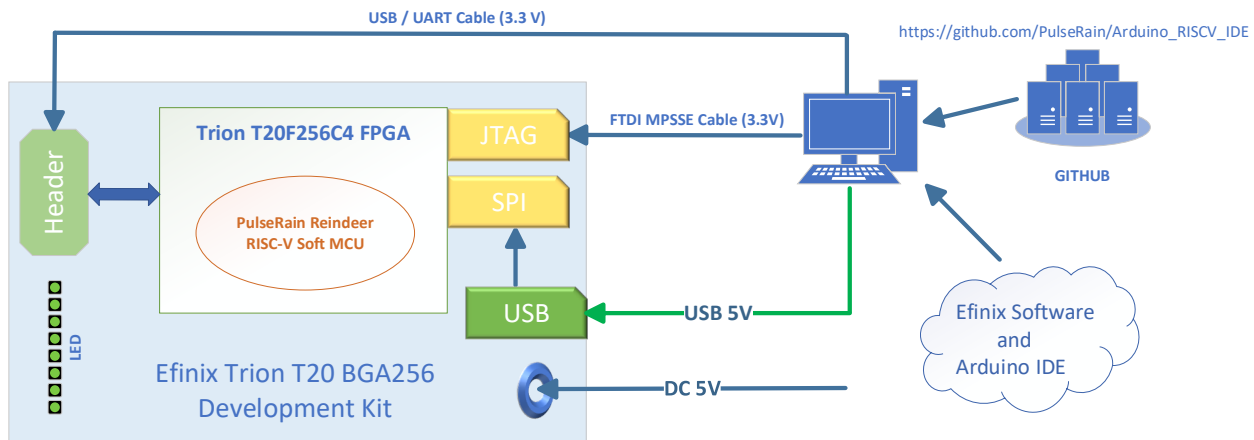 USB / UART Cable (3.3 V)
https://github.com/PulseRain/Arduino_RISCV_IDE
Trion T20F256C4 FPGA
JTAG
FTDI MPSSE Cable (3.3V)
Header
SPI
GITHUB
PulseRain Reindeer
RISC-V Soft MCU
USB
USB 5V
Efinix Software
and
Arduino IDE
LED
Efinix Trion T20 BGA256
Development Kit
DC 5V